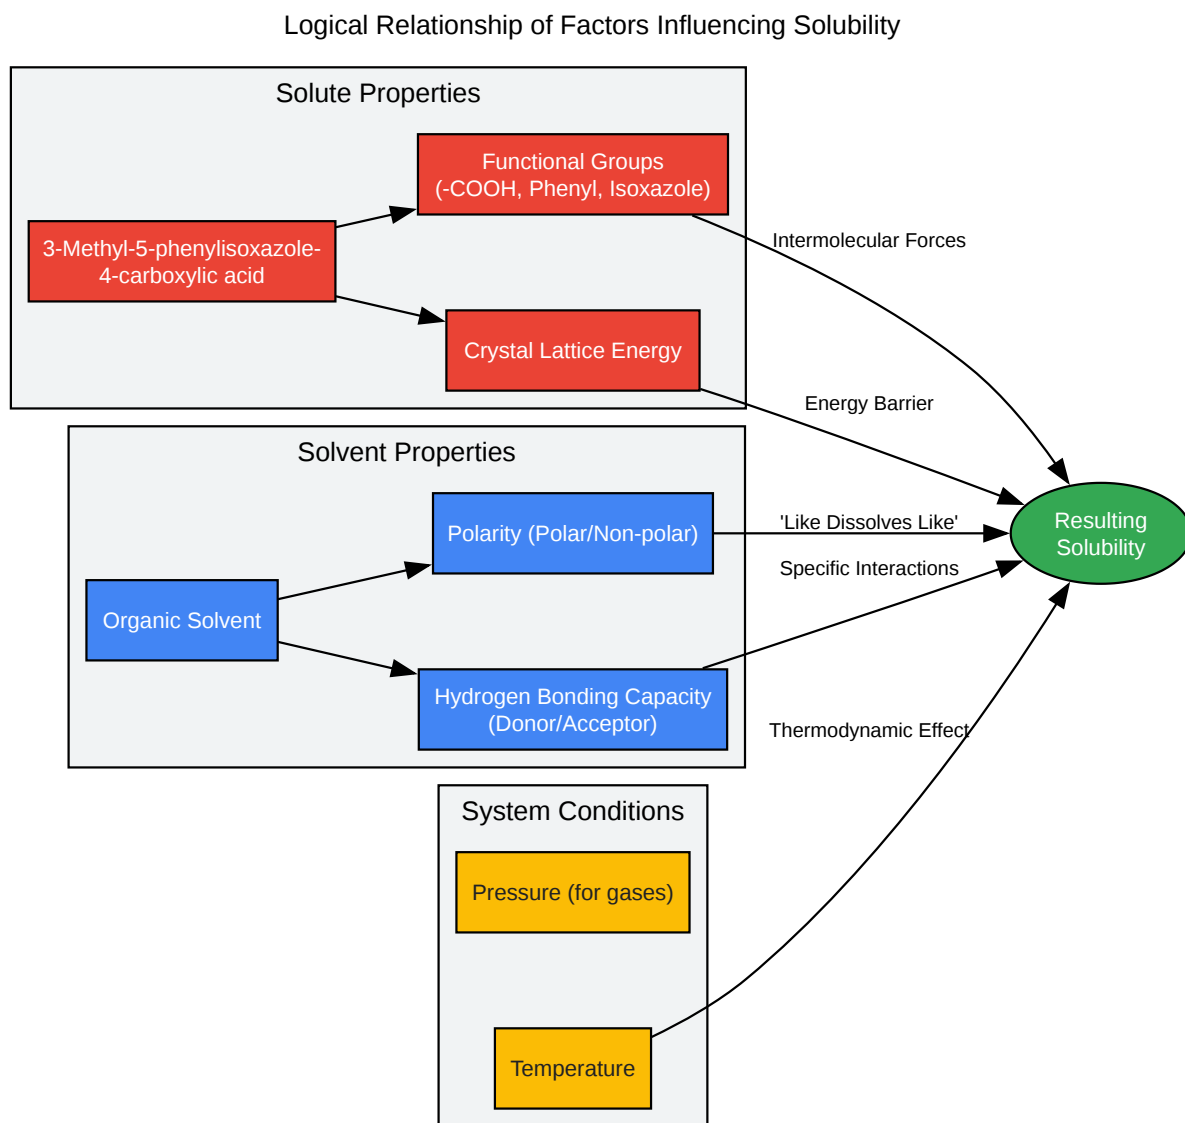 Logical Relationship of Factors Influencing Solubility
Solute Properties
Functional Groups
(-COOH, Phenyl, Isoxazole)
3-Methyl-5-phenylisoxazole-
4-carboxylic acid
Crystal Lattice Energy
Intermolecular Forces
Energy Barrier
Solvent Properties
Polarity (Polar/Non-polar)
Organic Solvent
Hydrogen Bonding Capacity
(Donor/Acceptor)
'Like Dissolves Like'
Specific Interactions
Resulting
Solubility
Thermodynamic Effect
System Conditions
Pressure (for gases)
Temperature